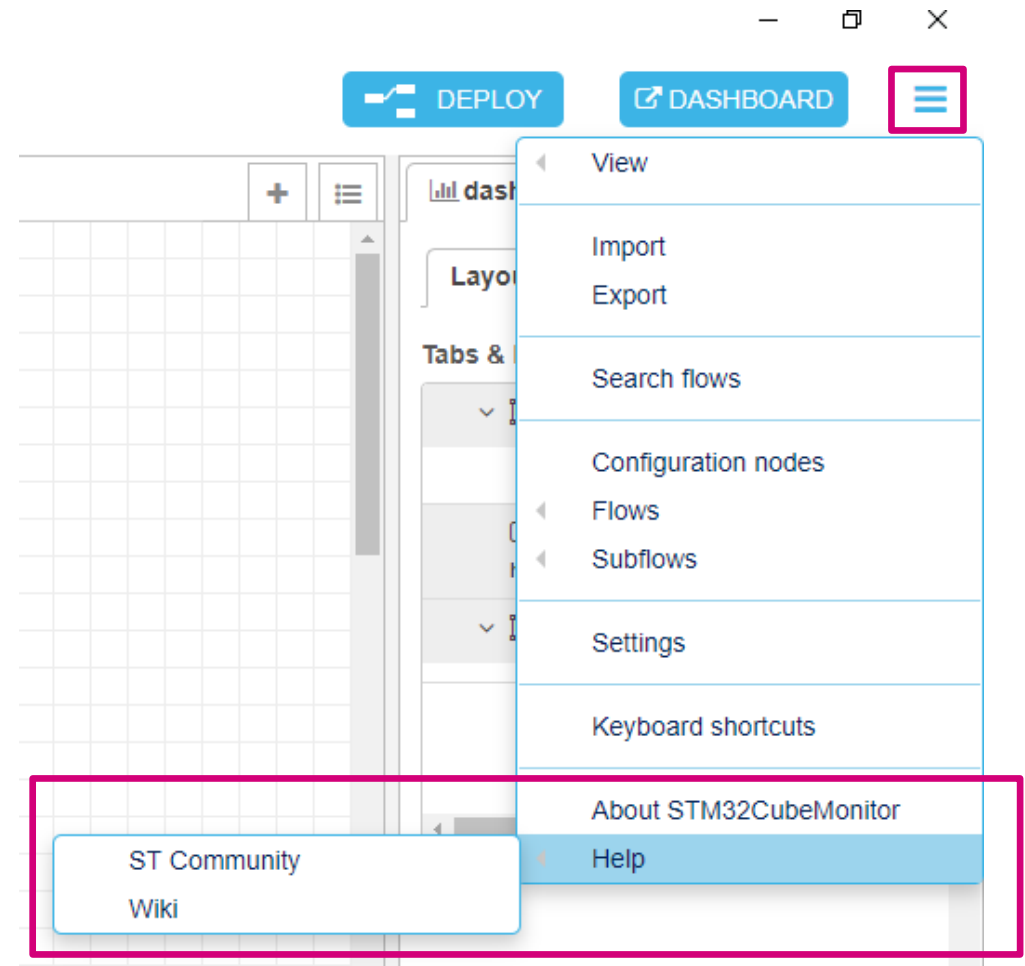 DEPLOY
DASHBOARD
dash
Layou
Tabs &
View
Import
Export
Search flows
Configuration nodes
Flows
Subflows
Settings
Keyboard shortcuts
About STM32CubeMonitor
Help
ST Community
Wiki